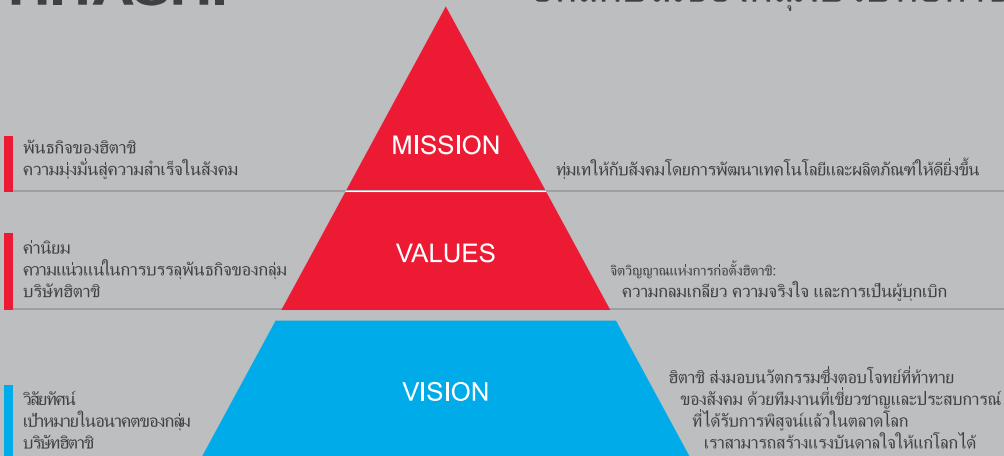 พันธกิจของฮิตาชิ
ความมุ่งมั่นสู่ความสำเร็จในสังคม
MISSION
ทุ่มเทให้กับสังคมโดยการพัฒนาเทคโนโลยีและผลิตภัณฑ์ให้ดียิ่งขึ้น
ค่านิยม
ความแน่วแน่ในการบรรลุพันธกิจของกลุ่ม
บริษัทฮิตาชิ
VALUES
จิตวิญญาณแห่งการก่อตั้งฮิตาชิ:
ความกลมเกลียว ความจริงใจ และการเป็นผู้บุกเบิก
วิสัยทัศน์
เป้าหมายในอนาคตของกลุ่ม
บริษัทฮิตาชิ
VISION
ฮิตาชิ ส่งมอบนวัตกรรมซึ่งตอบโจทย์ที่ท้าทาย
ของสังคม ด้วยทีมงานที่เชี่ยวชาญและประสบการณ์
ที่ได้รับการพิสูจน์แล้วในตลาดโลก
เราสามารถสร้างแรงบันดาลใจให้แก่โลกได้